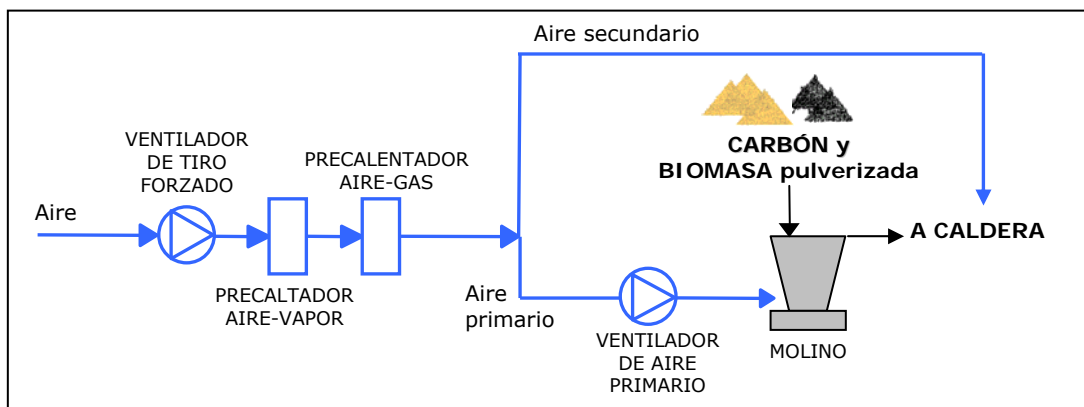 Aire secundario
CARBÓN y
BIOMASA pulverizada
VENTILADOR
DE TIRO
FORZADO
PRECALENTADOR
AIRE-GAS
Aire
A CALDERA
PRECALTADOR
AIRE-VAPOR
Aire
primario
VENTILADOR
DE AIRE
PRIMARIO
MOLINO